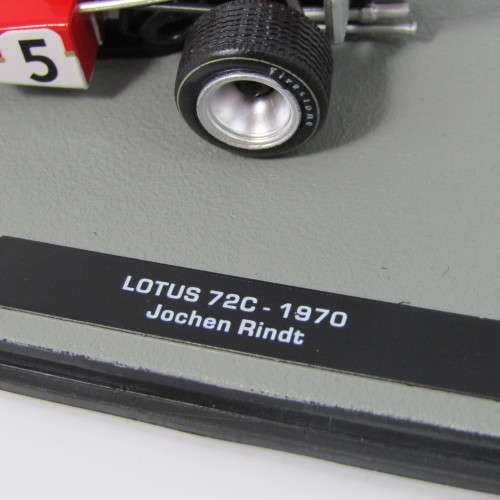 5
Firestone
LOTUS 72C - 1970
Jochen Rindt